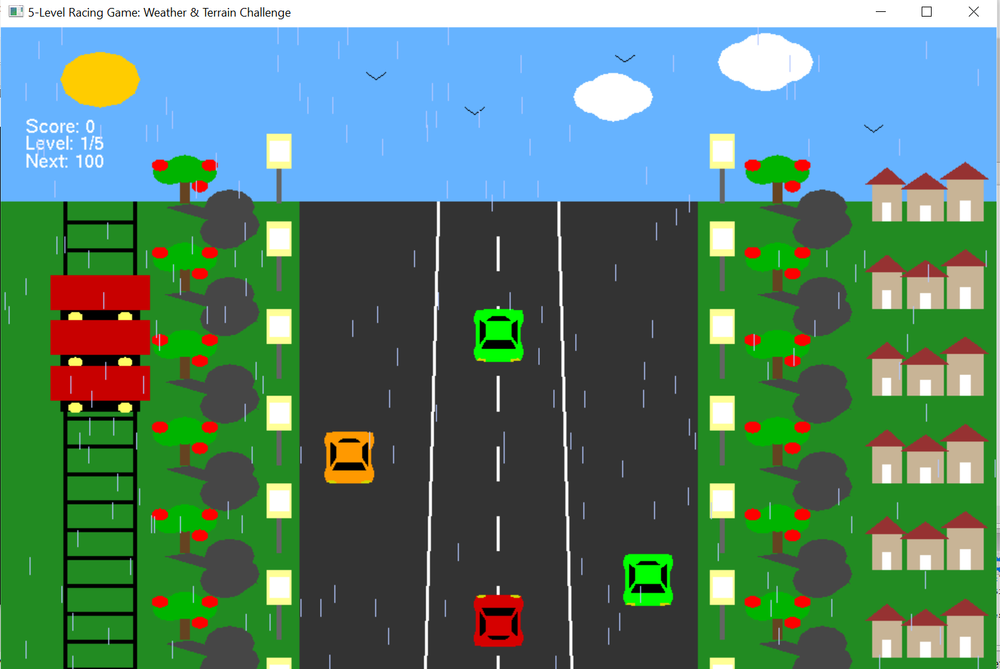 5-Level Racing Game: Weather & Terrain Challenge
Score: 0
Level: 1/5
Next: 100